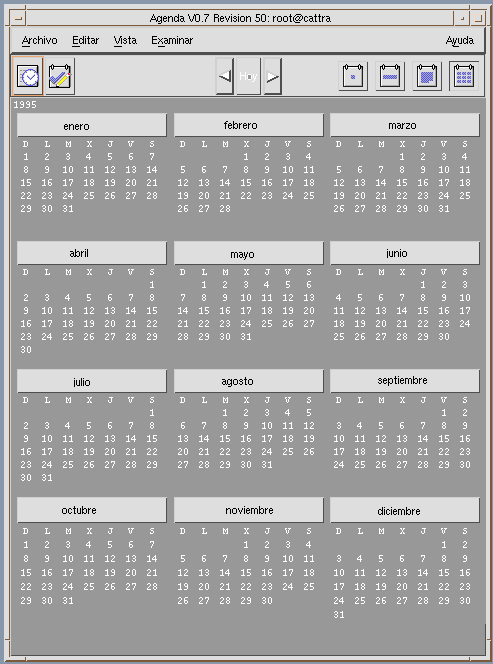 Agenda V0.7 Revision 50: root@cattra
Archivo Editar Vista Examinar Ayuda
Hoy
1995
enero
D L M X J V S
1 2 3 4 5 6 7
8 9 10 11 12 13 14
15 16 17 18 19 20 21
22 23 24 25 26 27 28
29 30 31
febrero
D L M X J V S
1 2 3 4
5 6 7 8 9 10 11
12 13 14 15 16 17 18
19 20 21 22 23 24 25
26 27 28
marzo
D L M X J V S
1 2 3 4
5 6 7 8 9 10 11
12 13 14 15 16 17 18
19 20 21 22 23 24 25
26 27 28 29 30 31
abril
D L M X J V S
1
2 3 4 5 6 7 8
9 10 11 12 13 14 15
16 17 18 19 20 21 22
23 24 25 26 27 28 29
30
mayo
D L M X J V S
1 2 3 4 5 6
7 8 9 10 11 12 13
14 15 16 17 18 19 20
21 22 23 24 25 26 27
28 29 30 31
junio
D L M X J V S
1 2 3
4 5 6 7 8 9 10
11 12 13 14 15 16 17
18 19 20 21 22 23 24
25 26 27 28 29 30
julio
D L M X J V S
1
2 3 4 5 6 7 8
9 10 11 12 13 14 15
16 17 18 19 20 21 22
23 24 25 26 27 28 29
30 31
agosto
D L M X J V S
1 2 3 4 5
6 7 8 9 10 11 12
13 14 15 16 17 18 19
20 21 22 23 24 25 26
27 28 29 30 31
septiembre
D L M X J V S
1 2
3 4 5 6 7 8 9
10 11 12 13 14 15 16
17 18 19 20 21 22 23
24 25 26 27 28 29 30
octubre
D L M X J V S
1 2 3 4 5 6 7
8 9 10 11 12 13 14
15 16 17 18 19 20 21
22 23 24 25 26 27 28
29 30 31
noviembre
D L M X J V S
1 2 3 4
5 6 7 8 9 10 11
12 13 14 15 16 17 18
19 20 21 22 23 24 25
26 27 28 29 30
diciembre
D L M X J V S
1 2
3 4 5 6 7 8 9
10 11 12 13 14 15 16
17 18 19 20 21 22 23
24 25 26 27 28 29 30
31